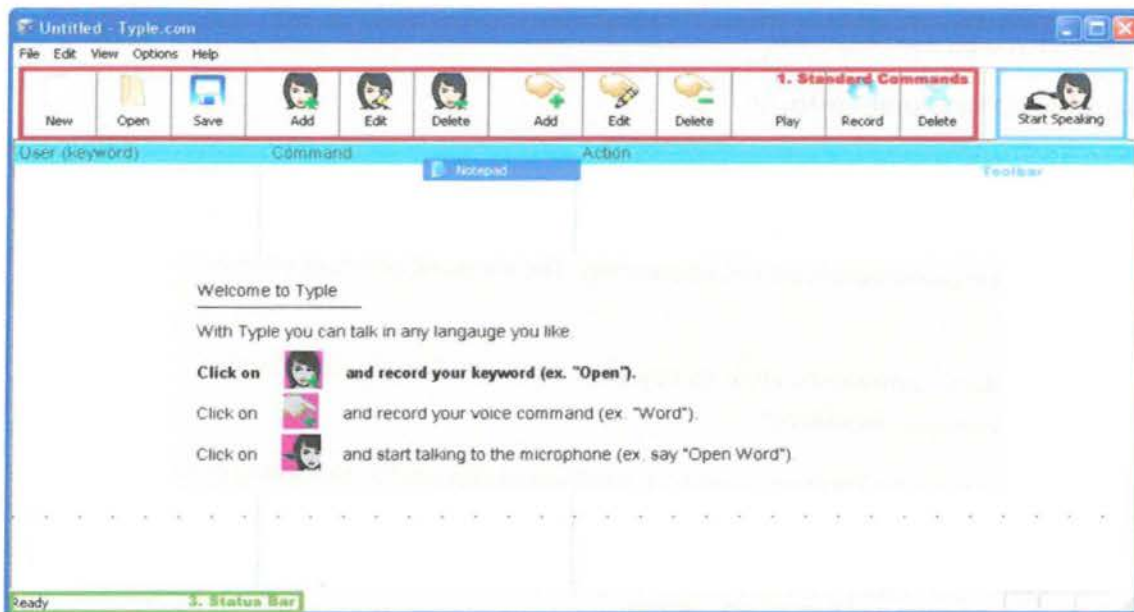 Untitled - Typle.com
File Edit View Options Help
1. Standard Commands
New Open Save Add Edit Delete Add Edit Delete Play Record Delete Start Speaking
User (keyword) Command Action
Notepad
Toolbar
Welcome to Typle
With Typle you can talk in any langauge you like.
Click on and record your keyword (ex. "Open").
Click on and record your voice command (ex. "Word").
Click on and start talking to the microphone (ex. say "Open Word").
Ready 3. Status Bar